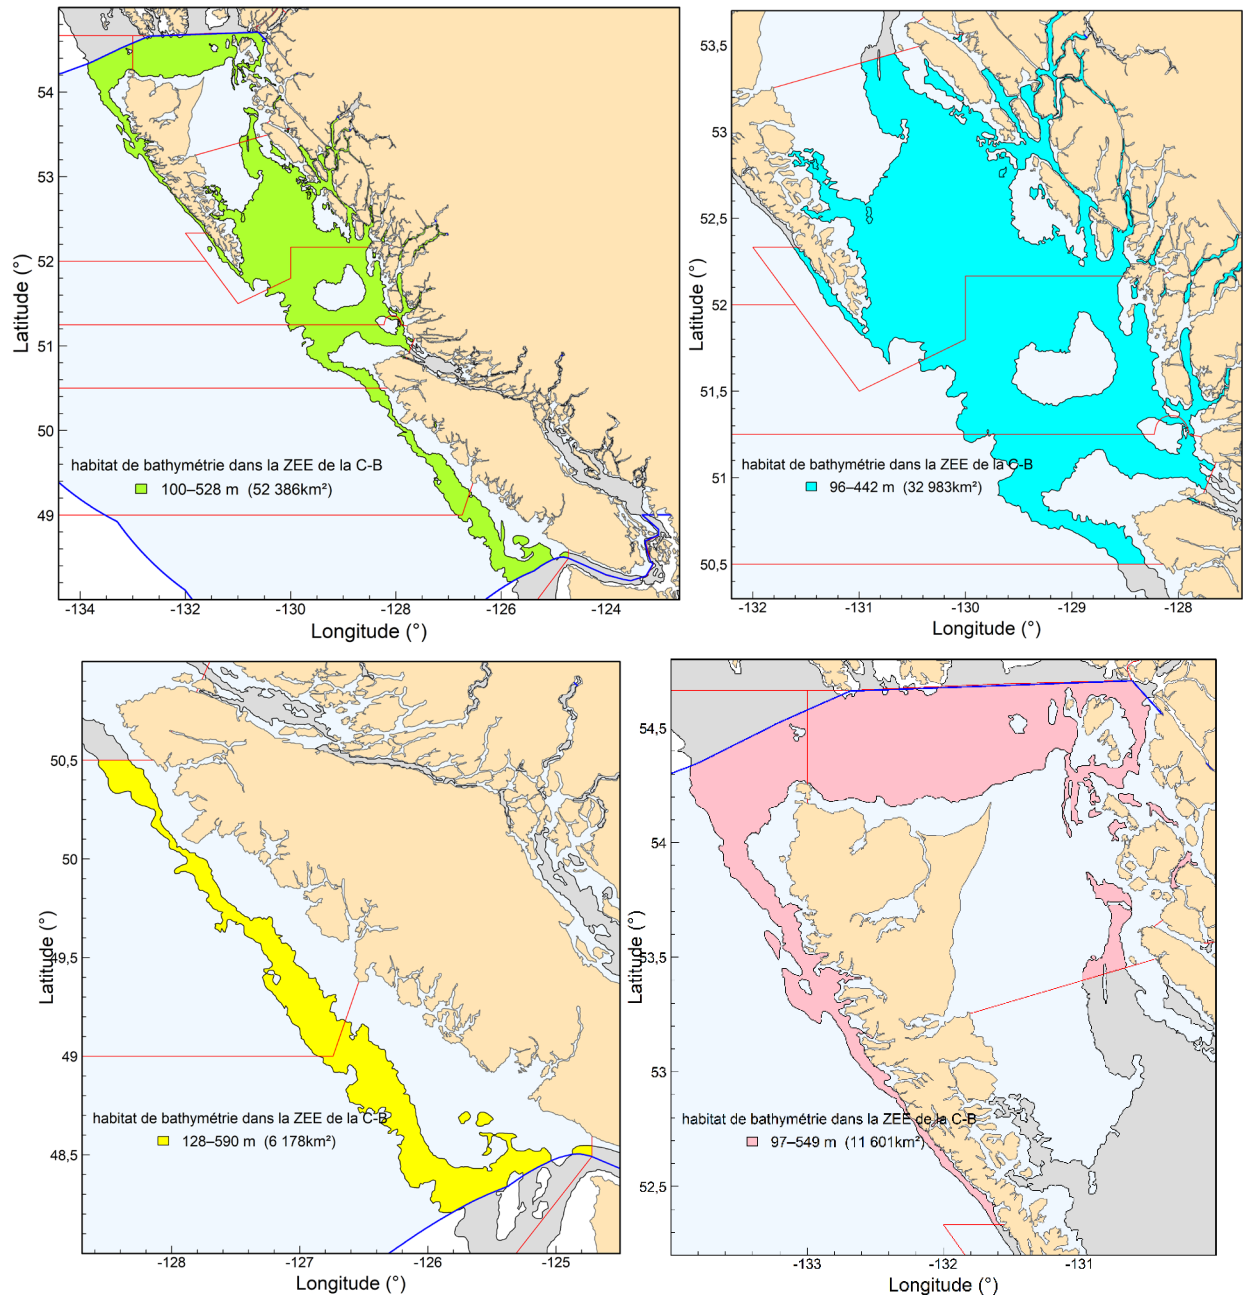 54
53
52
51
50
49
Latitude (°)
habitat de bathymétrie dans la ZEE de la C-B
100–528 m (52 386km²)
-134
-132
-130
-128
-126
-124
Longitude (°)
53,5
53
52,5
52
51,5
51
50,5
Latitude (°)
habitat de bathymétrie dans la ZEE de la C-B
96–442 m (32 983km²)
-132
-131
-130
-129
-128
Longitude (°)
50,5
50
49,5
49
48,5
Latitude (°)
habitat de bathymétrie dans la ZEE de la C-B
128–590 m (6 178km²)
-128
-127
-126
-125
Longitude (°)
54,5
54
53,5
53
52,5
Latitude (°)
habitat de bathymétrie dans la ZEE de la C-B
97–549 m (11 601km²)
-133
-132
-131
Longitude (°)